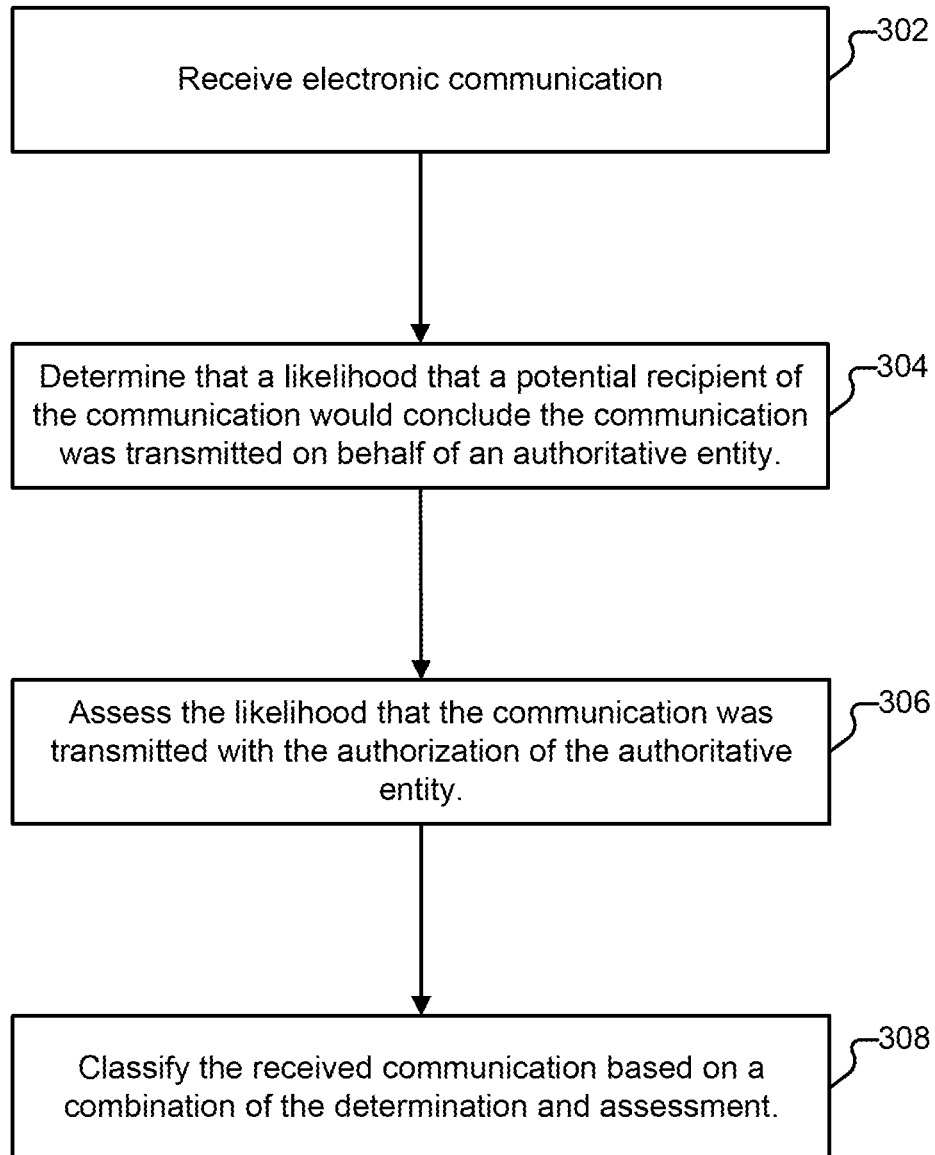 Receive electronic communication
302
Determine that a likelihood that a potential recipient of
the communication would conclude the communication
was transmitted on behalf of an authoritative entity.
304
Assess the likelihood that the communication was
transmitted with the authorization of the authoritative
entity.
306
Classify the received communication based on a
combination of the determination and assessment.
308